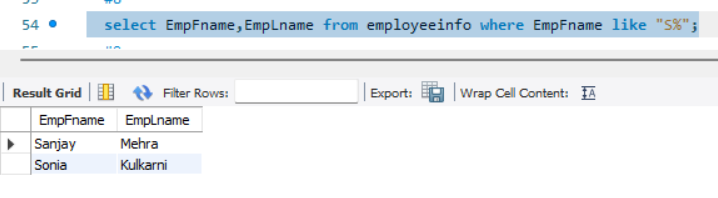 54 select EmpFname,EmpLname from employeeinfo where EmpFname like "S%";
Result Grid Filter Rows: Export: Wrap Cell Content:
EmpFname EmpLname
Sanjay Mehra
Sonia Kulkarni